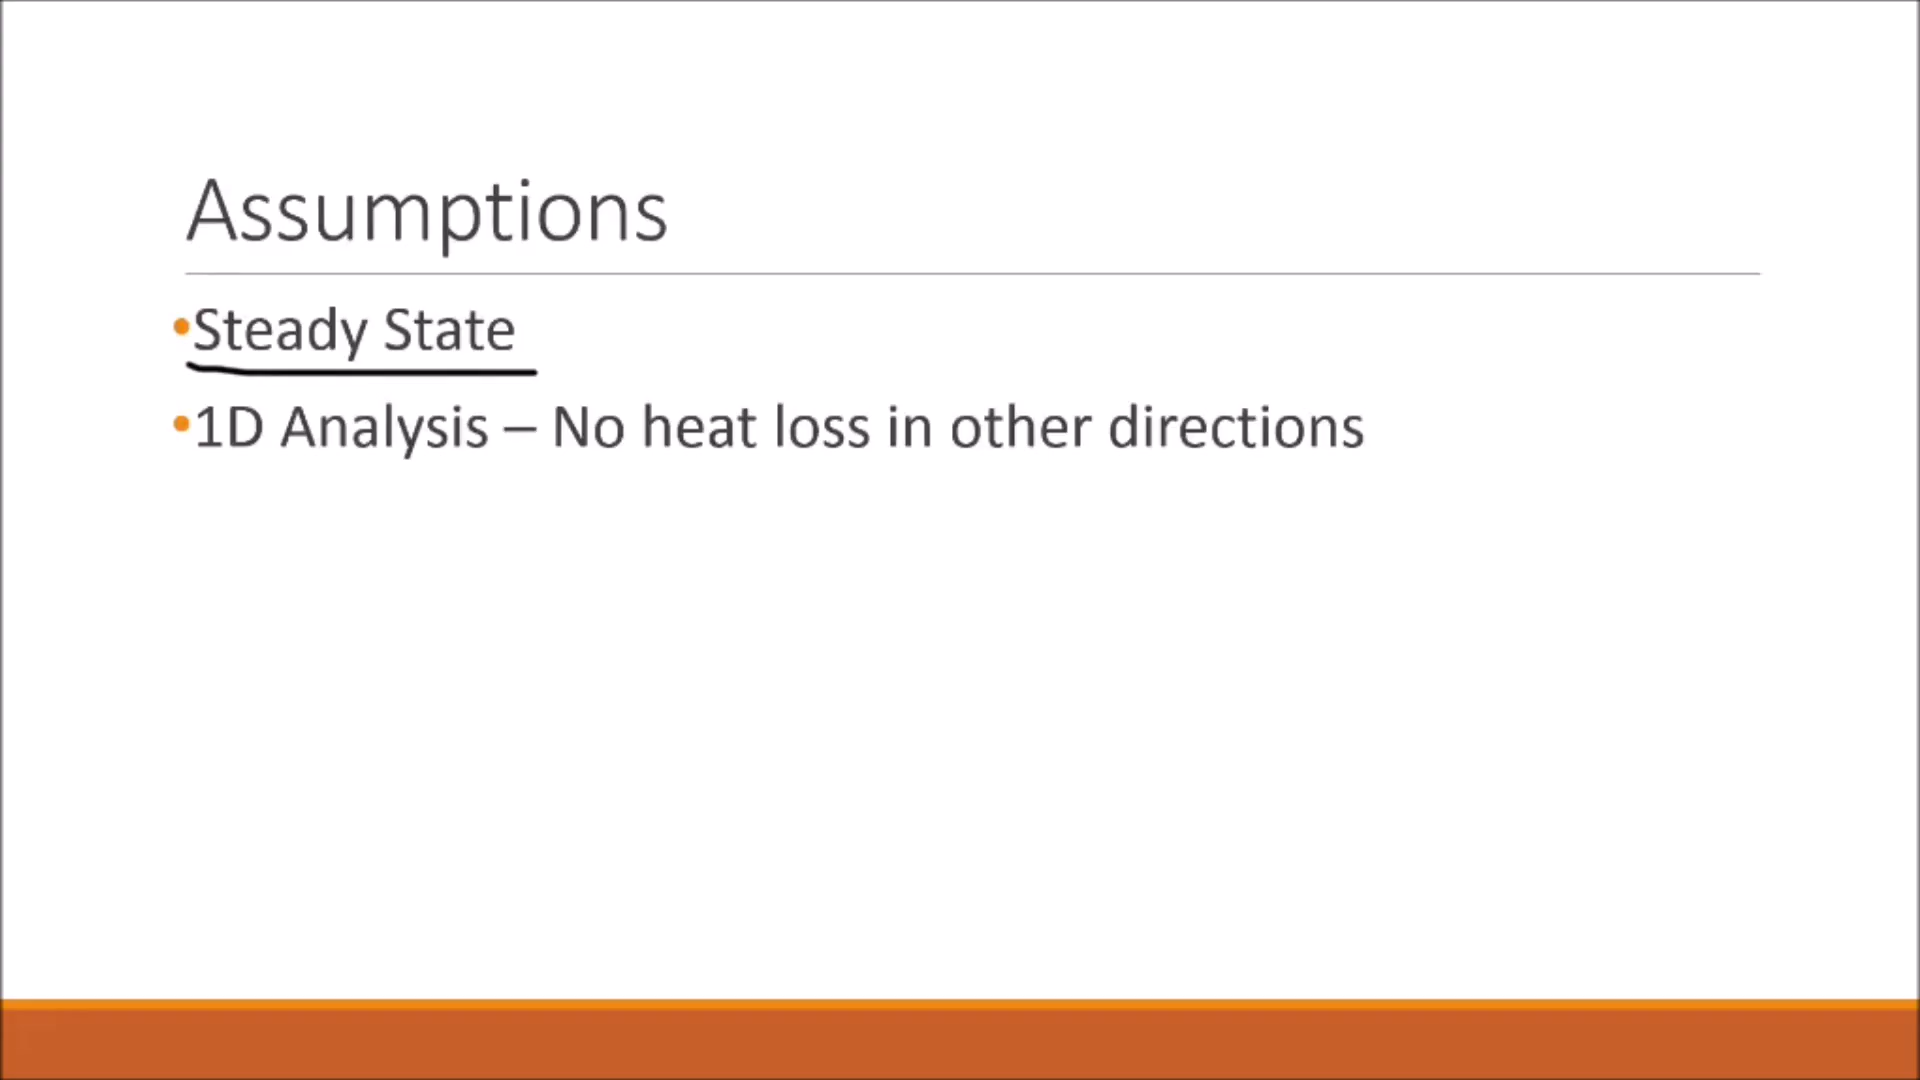 Assumptions
•Steady State
•1D Analysis – No heat loss in other directions